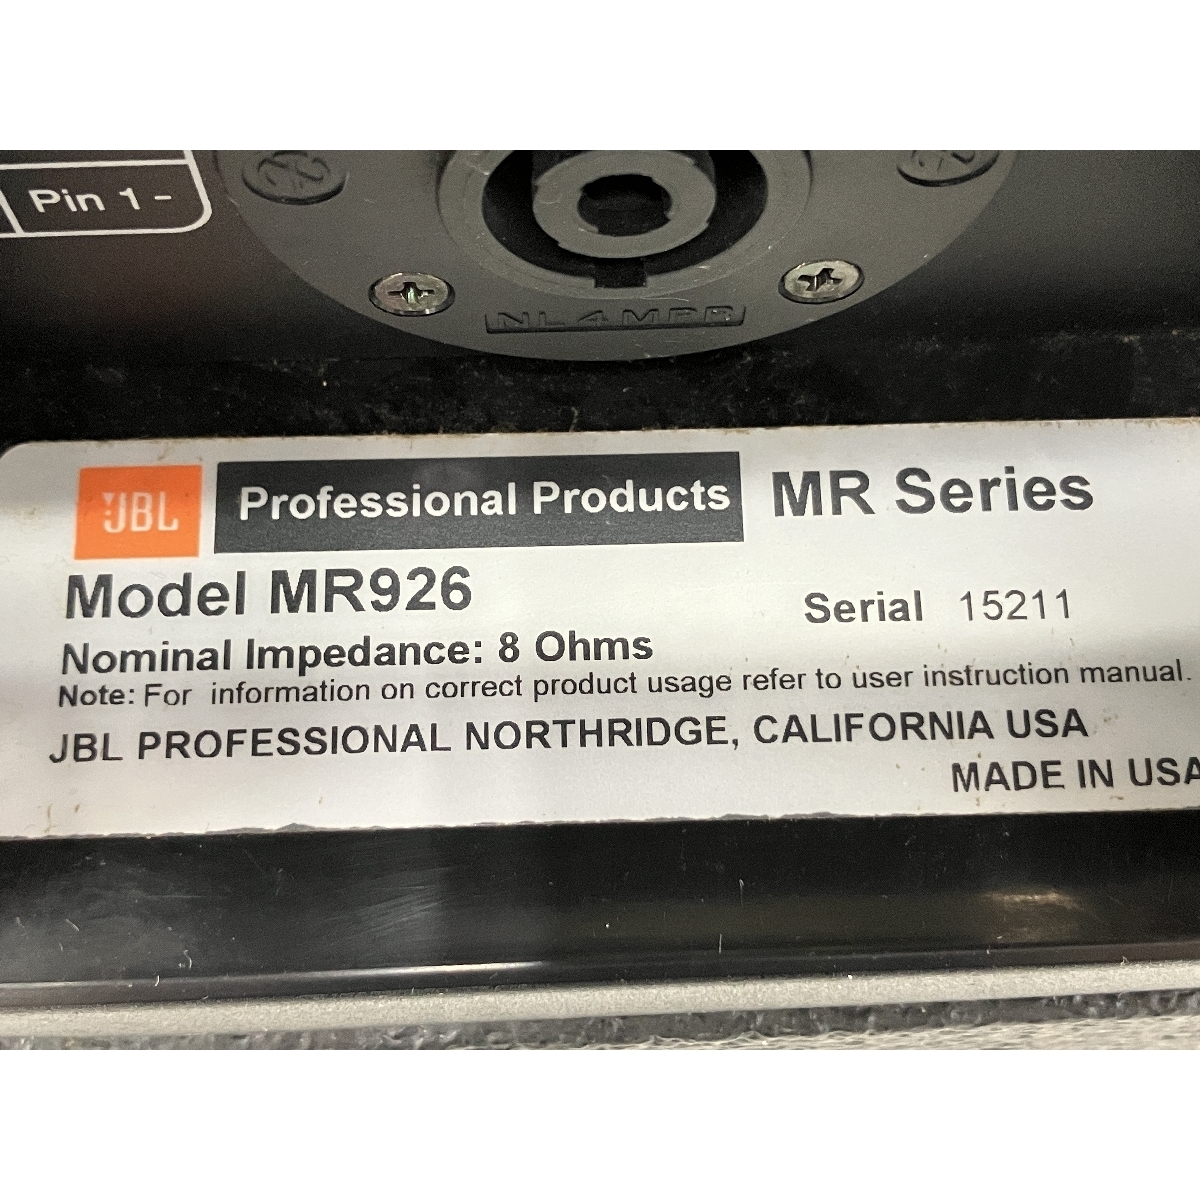 Pin 1 -
NL4MPR
JBL Professional Products MR Series
Model MR926
Serial 15211
Nominal Impedance: 8 Ohms
Note: For information on correct product usage refer to user instruction manual.
JBL PROFESSIONAL NORTHRIDGE, CALIFORNIA USA
MADE IN USA